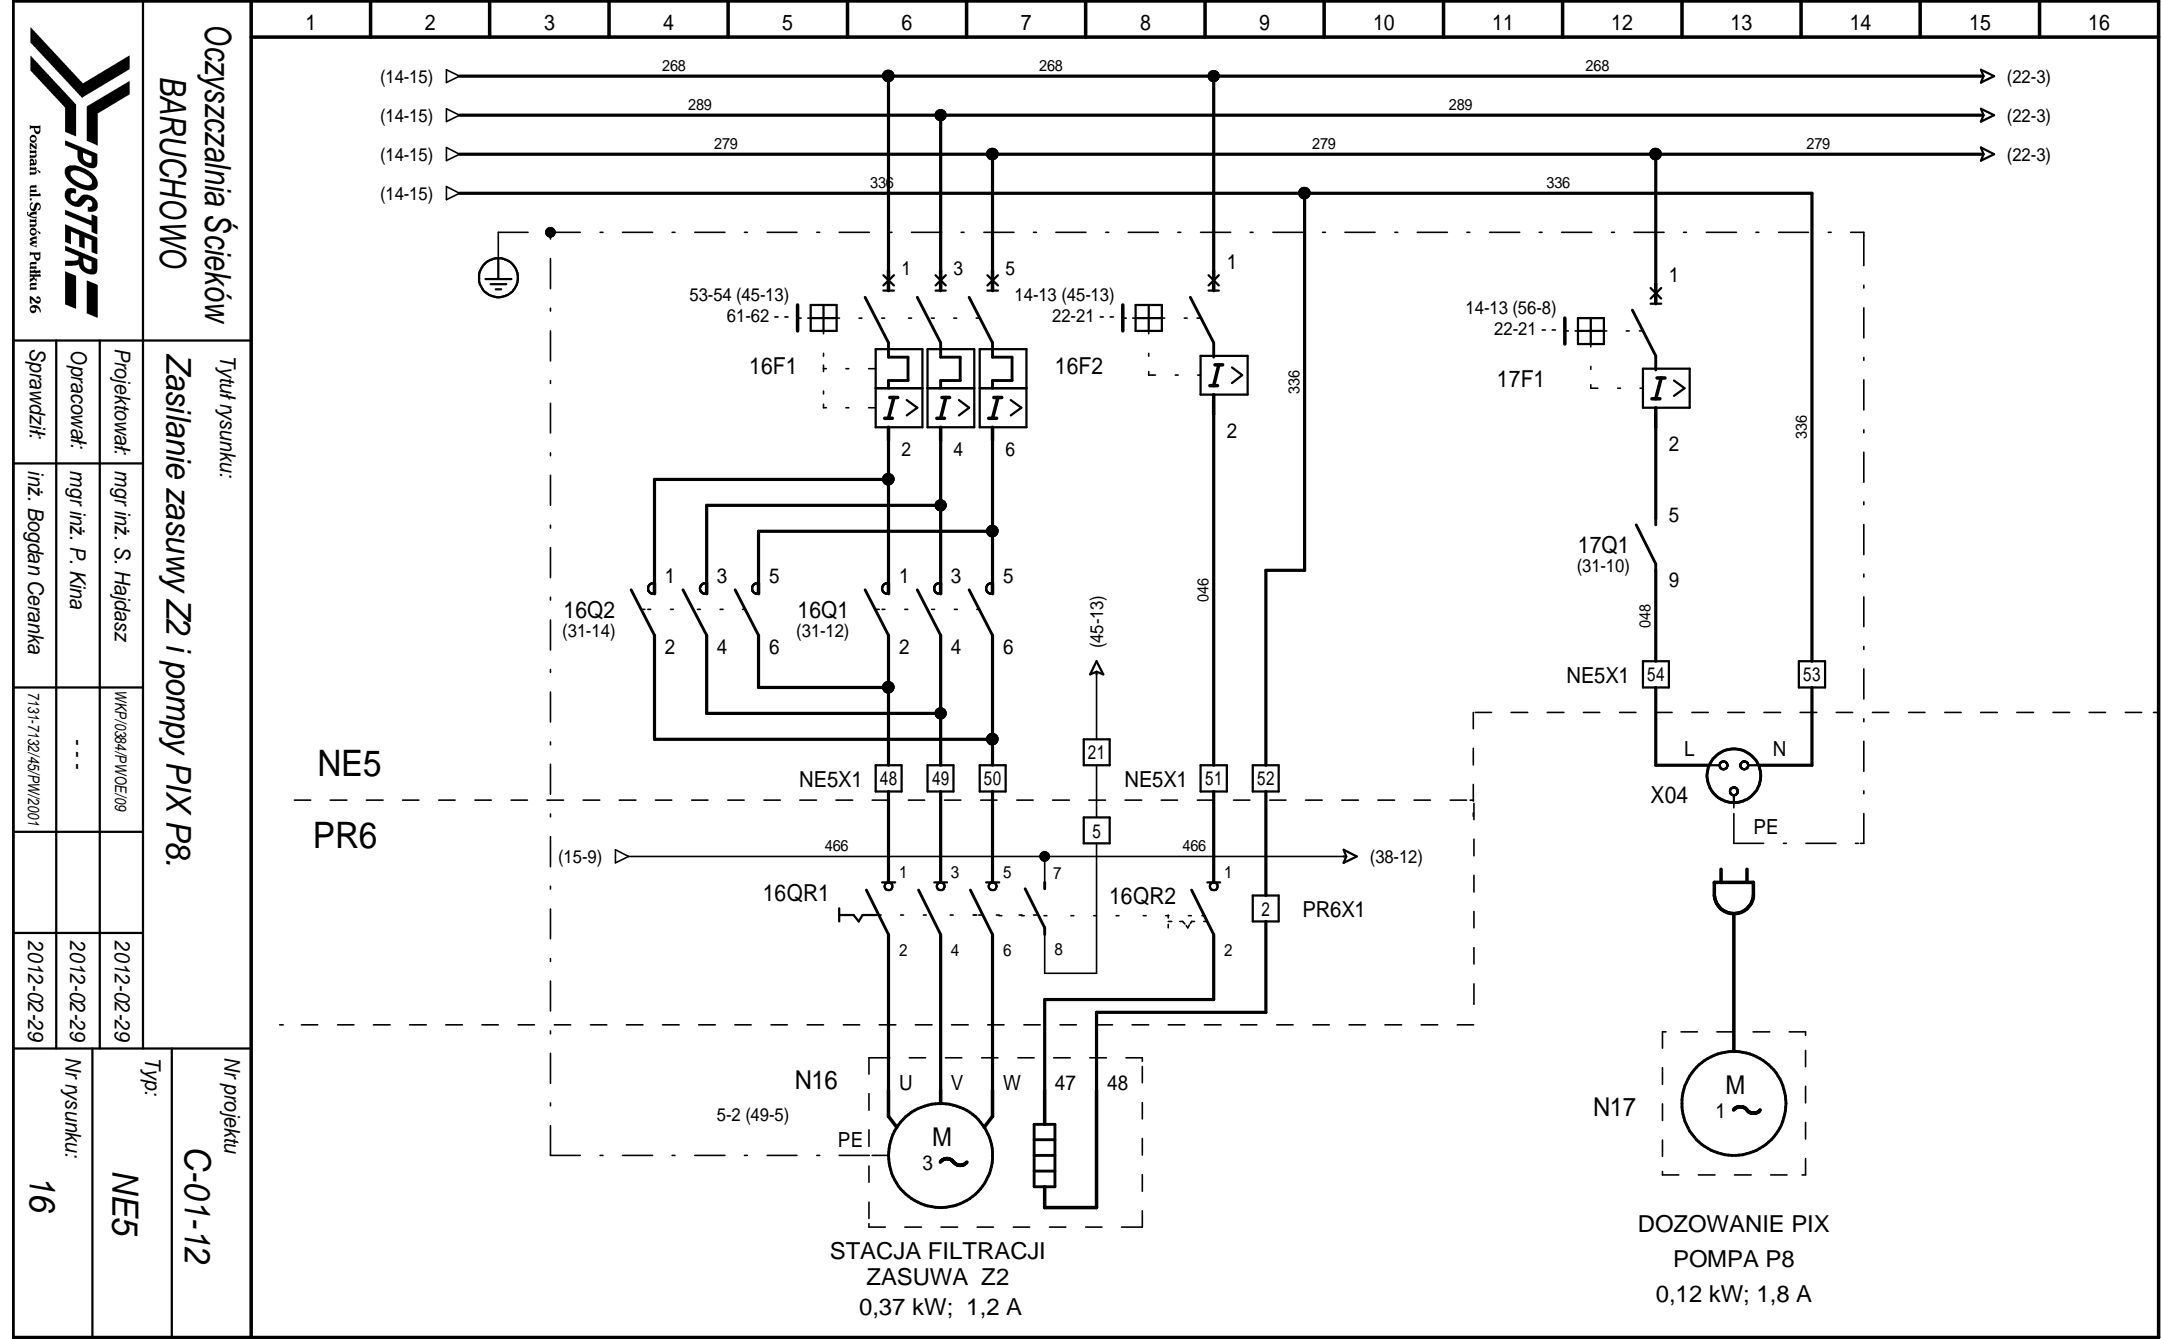 1 2 3 4 5 6 7 8 9 10 11 12 13 14 15 16
(14-15) 268 268 268 (22-3)
(14-15) 289 289 (22-3)
(14-15) 279 279 279 (22-3)
(14-15) 336 336
1 3 5 1 1
53-54 (45-13) 14-13 (45-13) 14-13 (56-8)
61-62 22-21 22-21
16F1 16F2 17F1
I > I > I > I > I >
336 336
2 4 6 2 2
5
17Q1
(31-10)
9
1 3 5 1 3 5
16Q2 16Q1
(31-14) (31-12)
2 4 6 2 4 6
(45-13) 046 048
NE5X1 54 53
L N
X04
PE
NE5
21
NE5X1 48 49 50 NE5X1 51 52
PR6
5
(15-9) 466 466 (38-12)
16QR1 1 3 5 7 16QR2 1
2 PR6X1
2 4 6 8 2
N16 U V W 47 48
5-2 (49-5)
PE M
3
N17 M
1
STACJA FILTRACJI
ZASUWA Z2
0,37 kW; 1,2 A
DOZOWANIE PIX
POMPA P8
0,12 kW; 1,8 A
Oczyszczalnia Ścieków
BARUCHOWO
POSTER
Poznań ul.Synów Pułku 26
Tytuł rysunku:
Zasilanie zasuwy Z2 i pompy PIX P8.
Projektował: mgr inż. S. Hajdasz WKP/0384/PWOE/09 2012-02-29
Opracował: mgr inż. P. Kina - - - 2012-02-29
Sprawdził: inż. Bogdan Ceranka 7131-7132/45/PW/2001 2012-02-29
Nr projektu
C-01-12
Typ:
NE5
Nr rysunku:
16